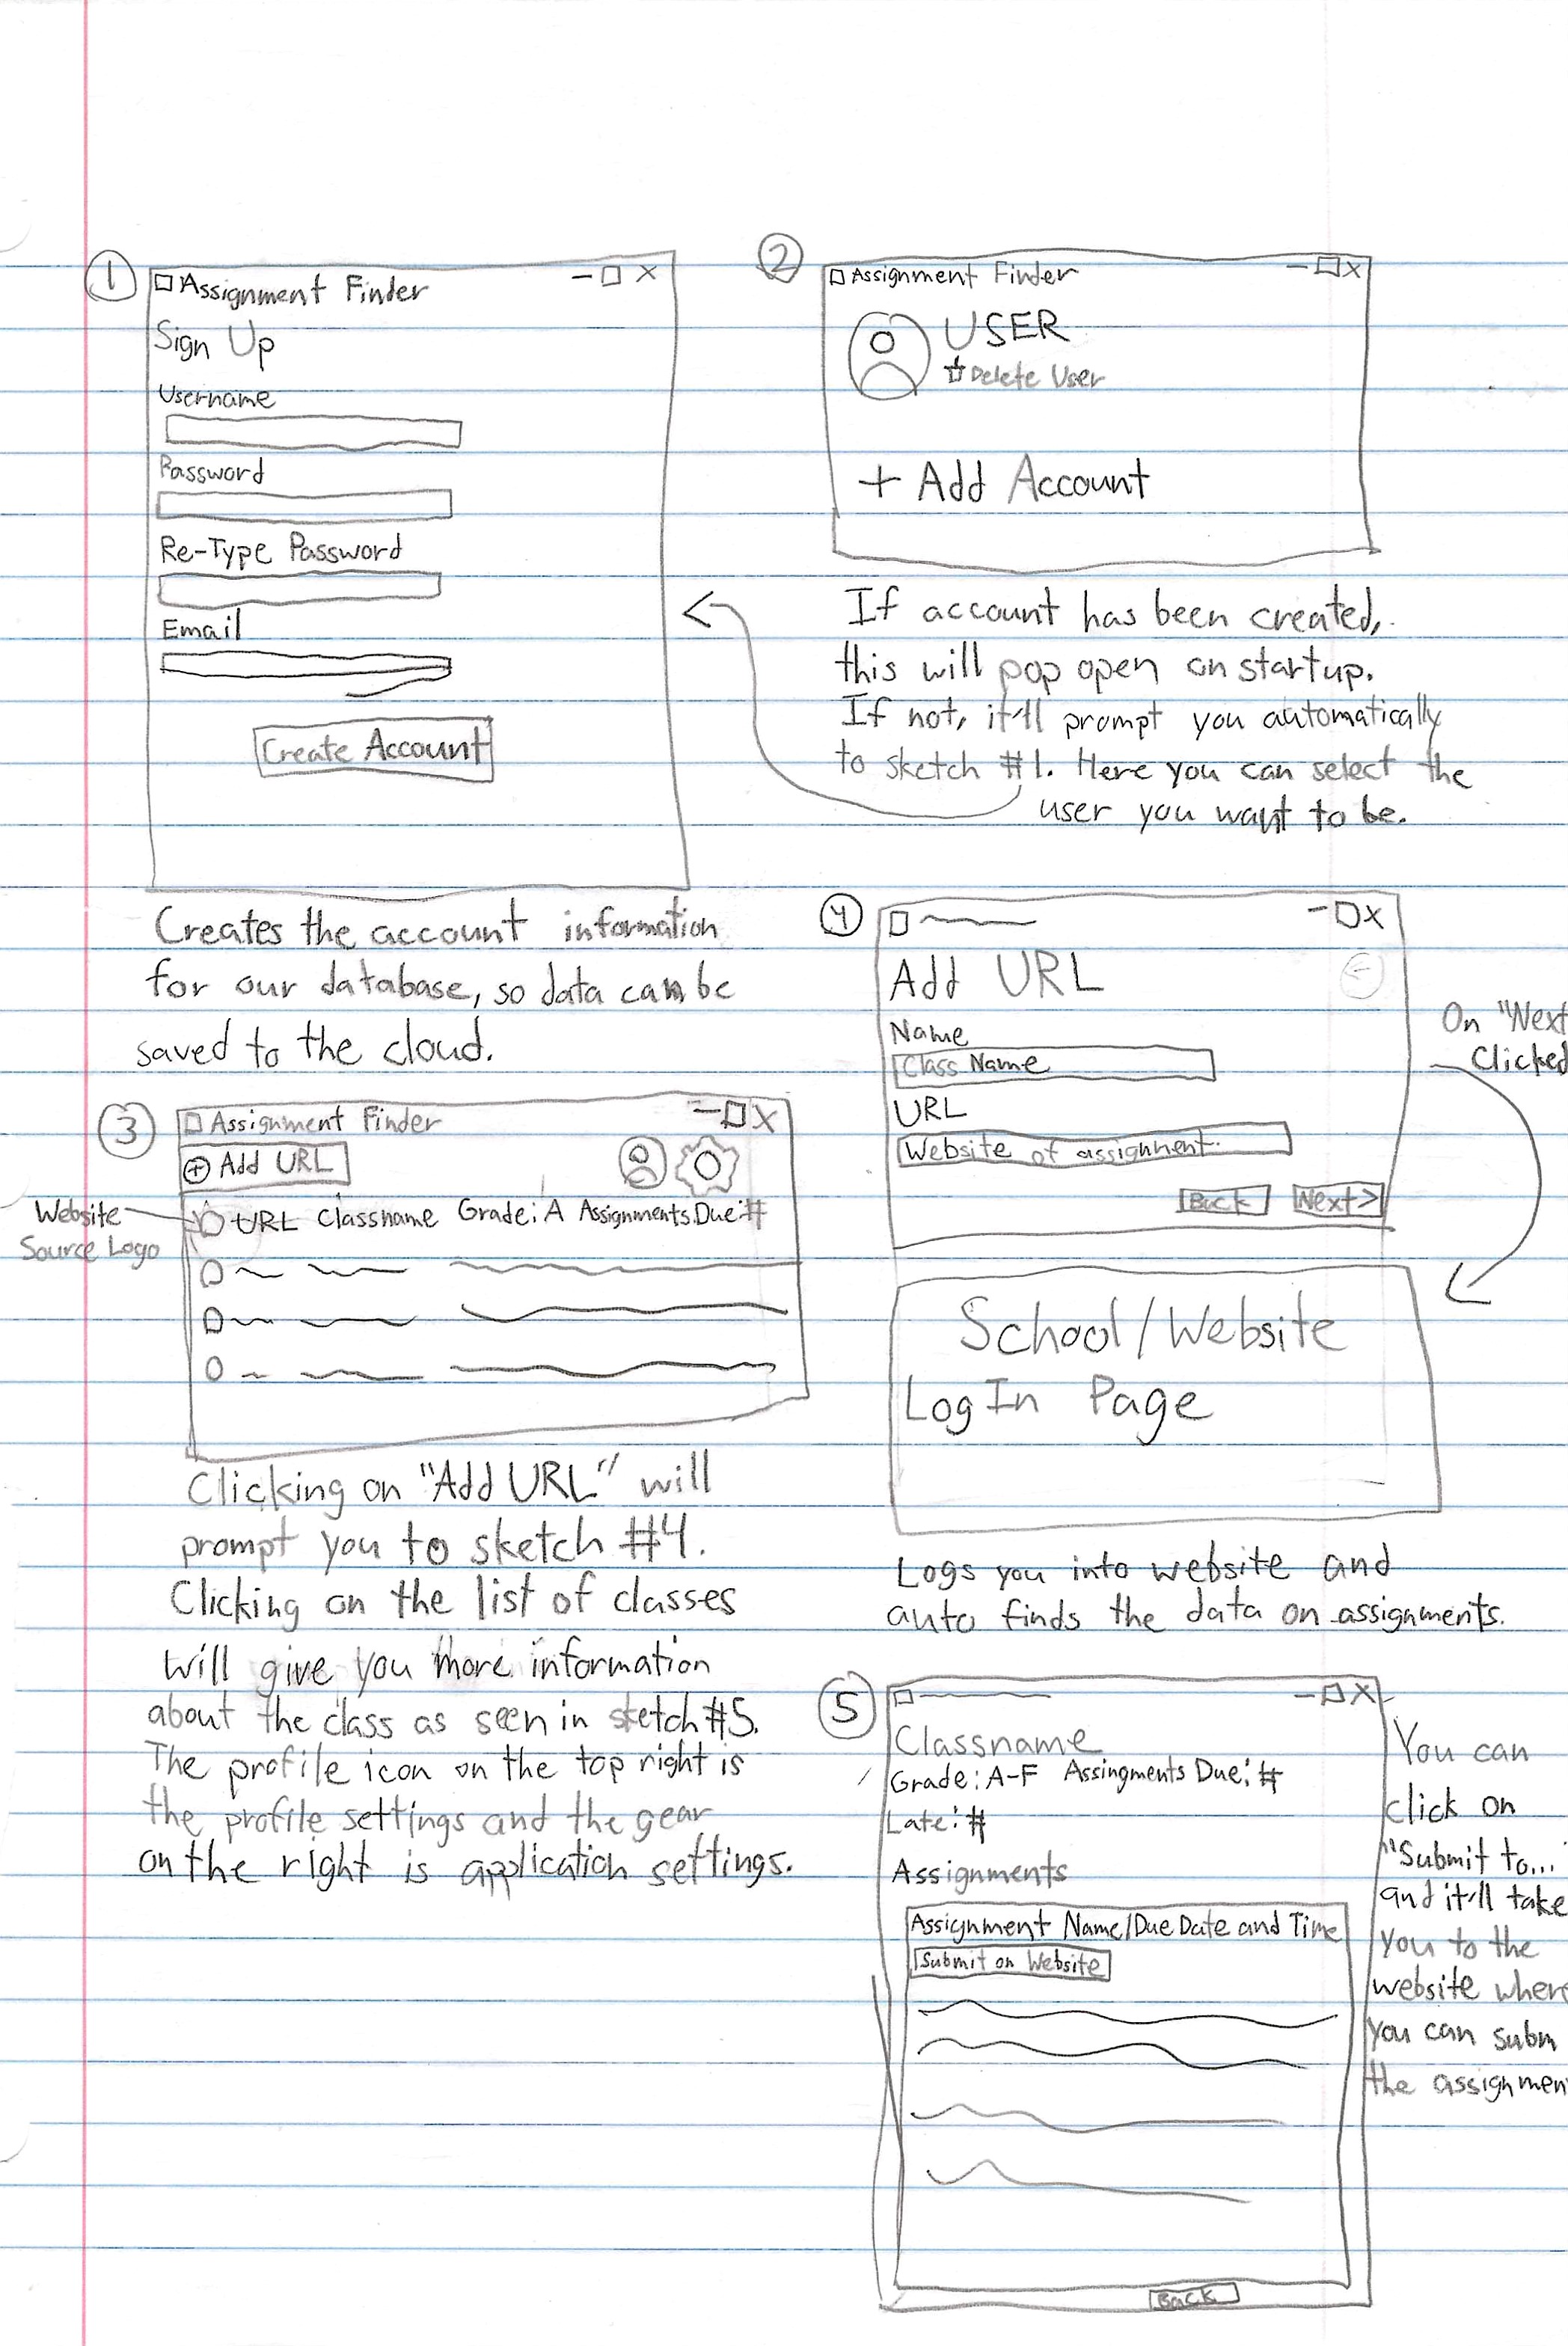 1
Assignment Finder
Sign Up
Username
Password
Re-Type Password
Email
Create Account
Creates the account information
for our database, so data can be
saved to the cloud.
2
Assignment Finder
USER
Delete User
+ Add Account
If account has been created,
this will pop open on startup.
If not, it'll prompt you automatically
to sketch #1. Here you can select the
user you want to be.
3
Assignment Finder
Add URL
Website
Source Logo
URL Classname Grade: A Assignments Due: #
Clicking on "Add URL" will
prompt you to sketch #4.
Clicking on the list of classes
will give you more information
about the class as seen in sketch #5.
The profile icon on the top right is
the profile settings and the gear
on the right is application settings.
4
Add URL
Name
Class Name
URL
Website of assignment
Back Next >
On "Next
Clicked
School/Website
Log In Page
Logs you into website and
auto finds the data on assignments.
5
Classname
Grade: A-F Assingments Due: #
Late: #
Assignments
Assignment Name/Due Date and Time
Submit on Website
Back
You can
click on
"Submit to..."
and it'll take
you to the
website where
you can subm
the assignmen